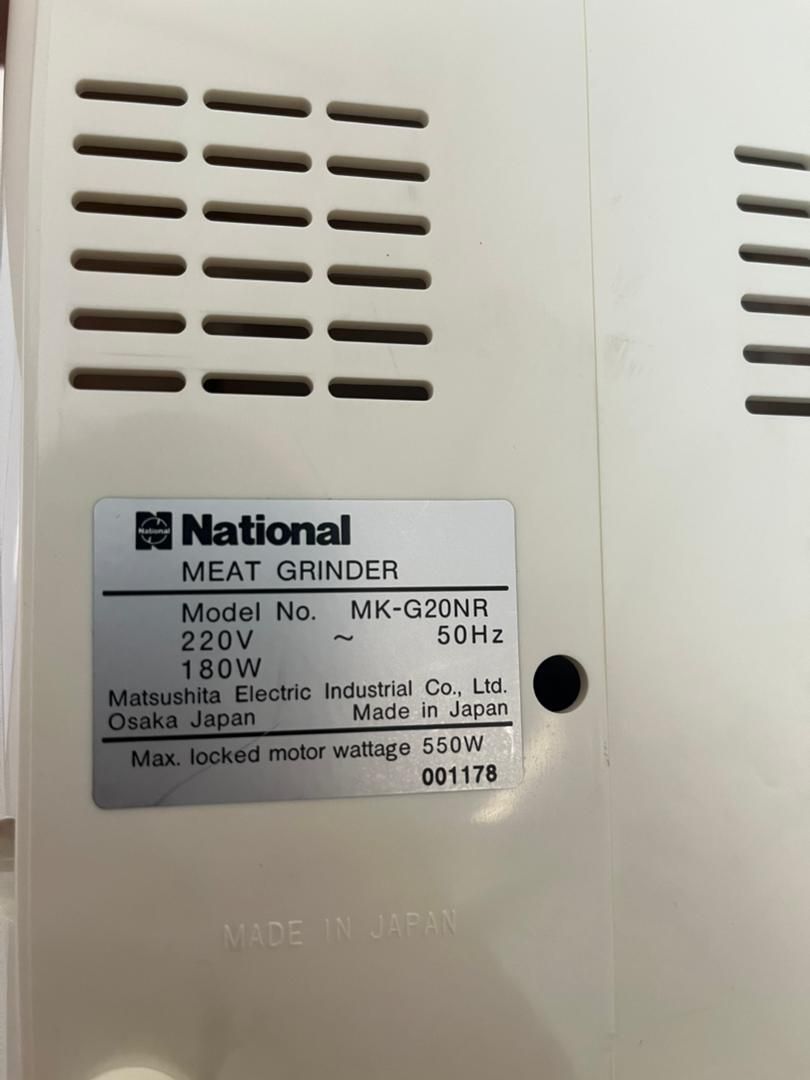 National National
MEAT GRINDER
Model No. MK-G20NR
220V ~ 50Hz
180W
Matsushita Electric Industrial Co., Ltd.
Osaka Japan Made in Japan
Max. locked motor wattage 550W
001178
MADE IN JAPAN